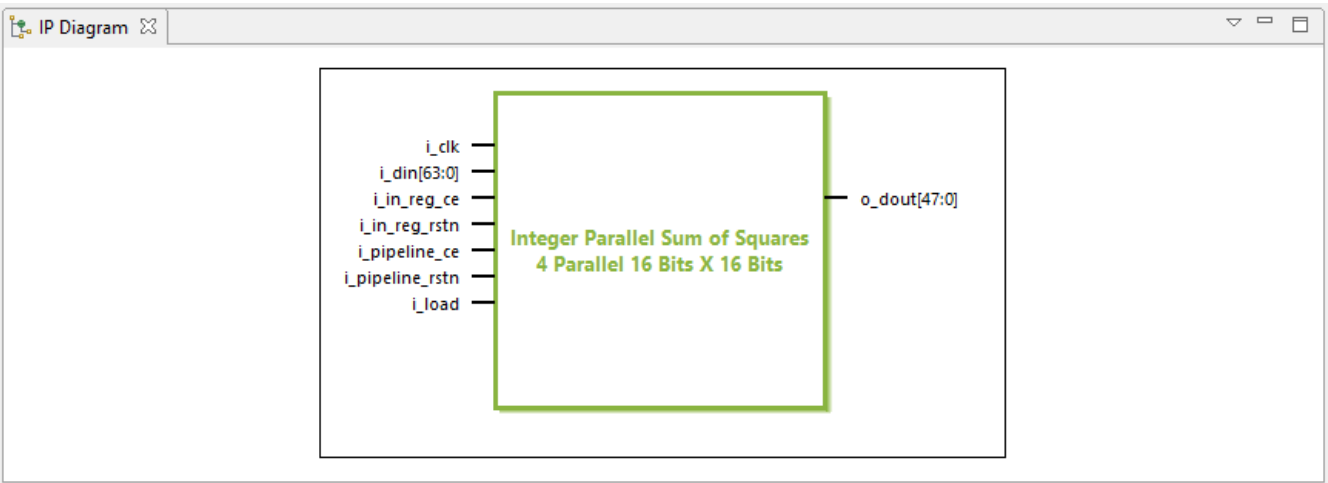 IP Diagram
i_clk
i_din[63:0]
i_in_reg_ce
i_in_reg_rstn
i_pipeline_ce
i_pipeline_rstn
i_load
Integer Parallel Sum of Squares
4 Parallel 16 Bits X 16 Bits
o_dout[47:0]